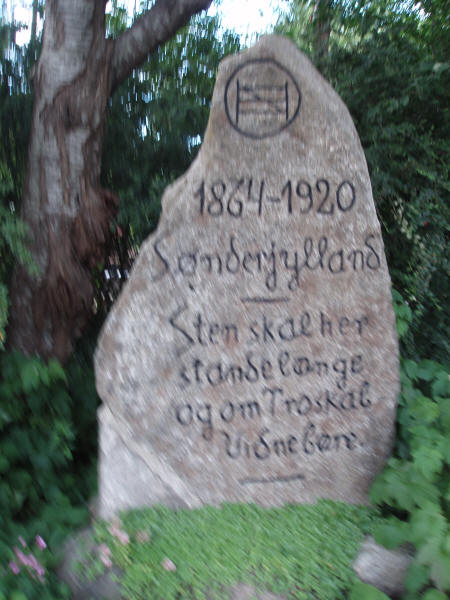 1864-1920
Sønderjylland
Sten skal her
stande længe
og om Troskab
Vidne bære.